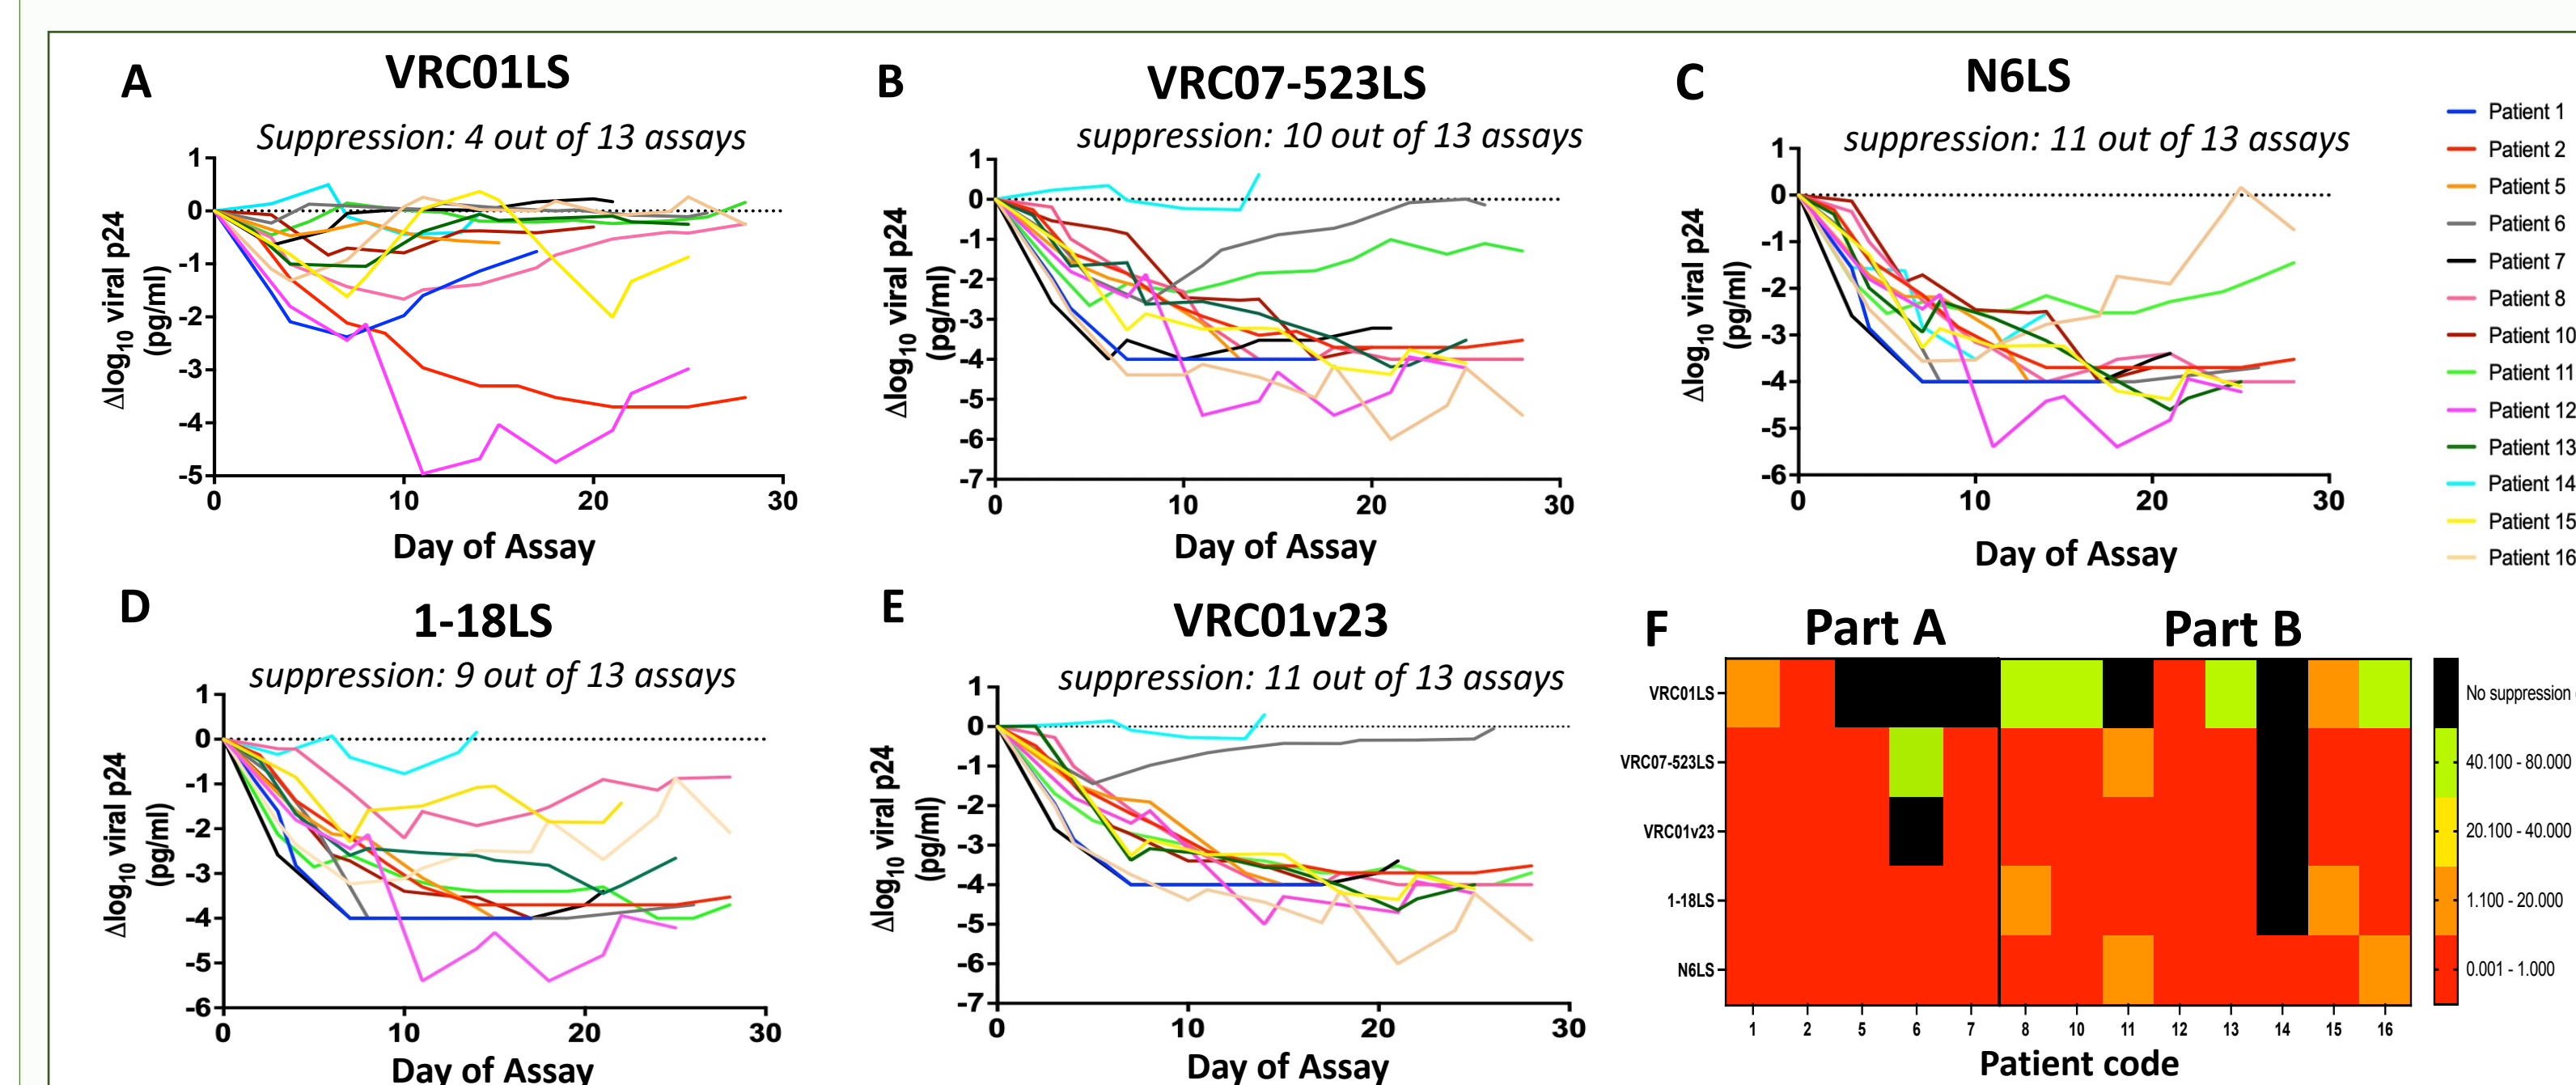 A
VRC01LS
Suppression: 4 out of 13 assays
1
0
-1
-2
-3
-4
-5
0
10
20
30
Δlog10 viral p24
(pg/ml)
Day of Assay
B
VRC07-523LS
suppression: 10 out of 13 assays
1
0
-1
-2
-3
-4
-5
-6
-7
0
10
20
30
Δlog10 viral p24
(pg/ml)
Day of Assay
C
N6LS
suppression: 11 out of 13 assays
1
0
-1
-2
-3
-4
-5
-6
0
10
20
30
Δlog10 viral p24
(pg/ml)
Day of Assay
Patient 1
Patient 2
Patient 5
Patient 6
Patient 7
Patient 8
Patient 10
Patient 11
Patient 12
Patient 13
Patient 14
Patient 15
Patient 16
D
1-18LS
suppression: 9 out of 13 assays
1
0
-1
-2
-3
-4
-5
-6
0
10
20
30
Δlog10 viral p24
(pg/ml)
Day of Assay
E
VRC01v23
suppression: 11 out of 13 assays
1
0
-1
-2
-3
-4
-5
-6
-7
0
10
20
30
Δlog10 viral p24
(pg/ml)
Day of Assay
F
Part A
Part B
VRC01LS
VRC07-523LS
VRC01v23
1-18LS
N6LS
1 2 5 6 7 8 10 11 12 13 14 15 16
Patient code
No suppression
40.100 - 80.000
20.100 - 40.000
1.100 - 20.000
0.001 - 1.000